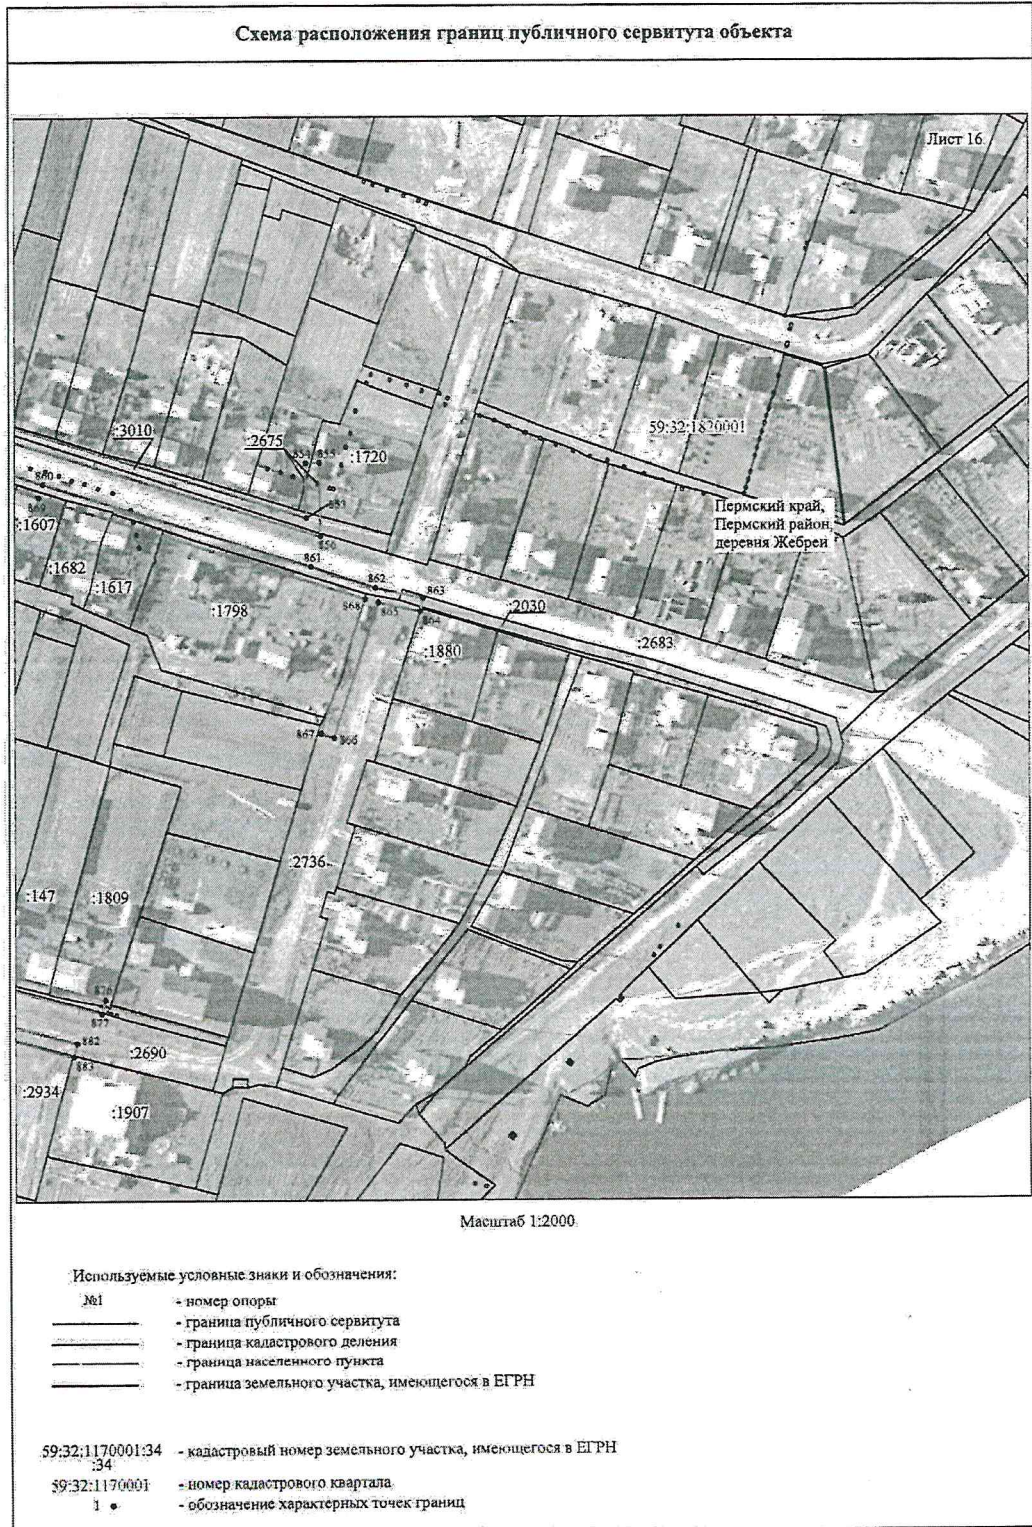 Схема расположения границ публичного сервитута объекта
Лист 16
:3010
:2675
854
855
:1720
59:32:1820001
860
853
869
:1607
856
Пермский край,
Пермский район,
деревня Жебреи
861
:1682
:1617
862
863
868
865
864
:2030
:1798
:1880
:2683
867
866
:2736
:147
:1809
876
877
882
:2690
883
:2934
:1907
Масштаб 1:2000
Используемые условные знаки и обозначения:
№1 - номер опоры
- граница публичного сервитута
- граница кадастрового деления
- граница населенного пункта
- граница земельного участка, имеющегося в ЕГРН
59:32:1170001:34 - кадастровый номер земельного участка, имеющегося в ЕГРН
:34
59:32:1170001 - номер кадастрового квартала
1 - обозначение характерных точек границ